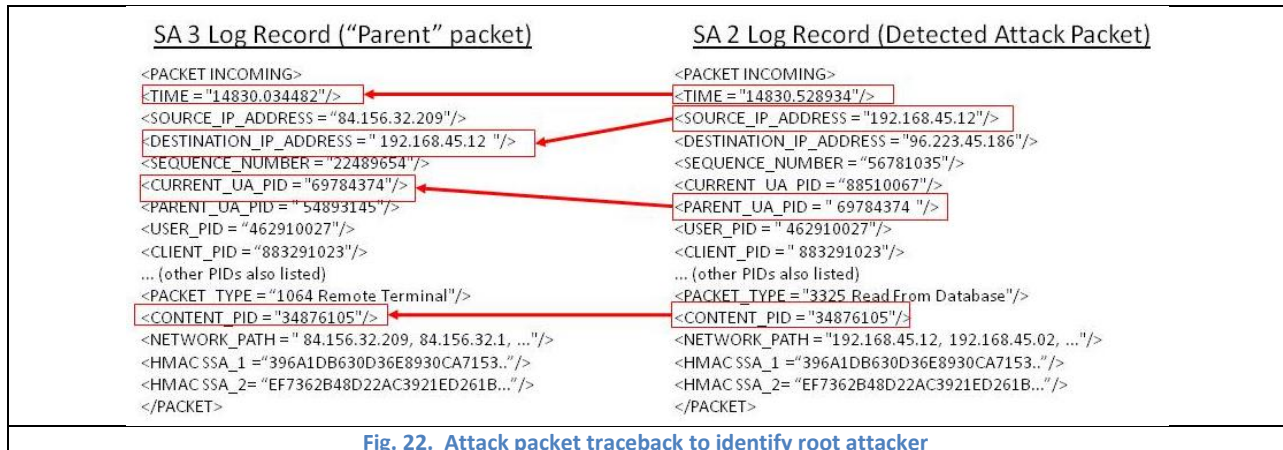 SA 3 Log Record (“Parent” packet)
<PACKET INCOMING>
<TIME = "14830.034482"/>
<SOURCE_IP_ADDRESS = “84.156.32.209"/>
<DESTINATION_IP_ADDRESS = " 192.168.45.12 "/>
<SEQUENCE_NUMBER = "22489654"/>
<CURRENT_UA_PID ="69784374"/>
<PARENT_UA_PID = " 54893145"/>
<USER_PID = “462910027"/>
<CLIENT_PID = “883291023"/>
... (other PIDs also listed)
<PACKET_TYPE = “1064 Remote Terminal"/>
<CONTENT_PID = "34876105"/>
<NETWORK_PATH = " 84.156.32.209, 84.156.32.1, ..."/>
<HMAC SSA_1 =“396A1DB630D36E8930CA7153..”/>
<HMAC SSA_2= “EF7362B48D22AC3921ED261B...”/>
</PACKET>
SA 2 Log Record (Detected Attack Packet)
<PACKET INCOMING>
<TIME = "14830.528934"/>
<SOURCE_IP_ADDRESS = "192.168.45.12"/>
<DESTINATION_IP_ADDRESS = "96.223.45.186"/>
<SEQUENCE_NUMBER = “56781035"/>
<CURRENT_UA_PID = “88510067"/>
<PARENT_UA_PID = " 69784374 "/>
<USER_PID = " 462910027"/>
<CLIENT_PID = " 883291023"/>
... (other PIDs also listed)
<PACKET_TYPE = "3325 Read From Database"/>
<CONTENT_PID = "34876105"/>
<NETWORK_PATH = "192.168.45.12, 192.168.45.02, ..."/>
<HMAC SSA_1 =“396A1DB630D36E8930CA7153..”/>
<HMAC SSA_2= “EF7362B48D22AC3921ED261B...”/>
</PACKET>
Fig. 22. Attack packet traceback to identify root attacker